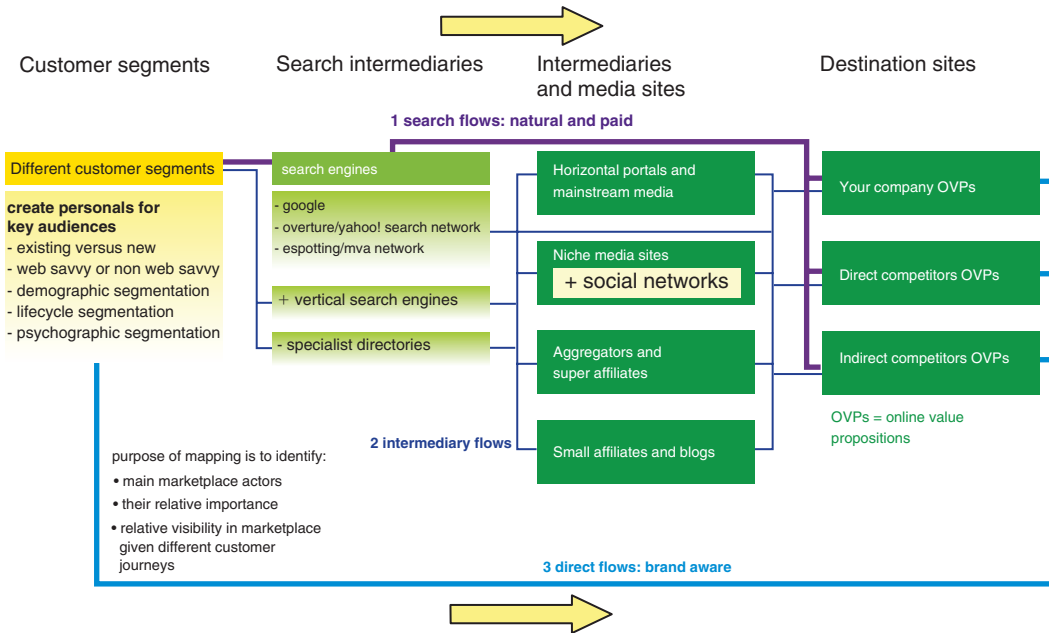 Customer segments
Search intermediaries
Intermediaries
and media sites
Destination sites
1 search flows: natural and paid
Different customer segments
create personals for
key audiences
- existing versus new
- web savvy or non web savvy
- demographic segmentation
- lifecycle segmentation
- psychographic segmentation
search engines
- google
- overture/yahoo! search network
- espotting/mva network
+ vertical search engines
- specialist directories
Horizontal portals and
mainstream media
Niche media sites
+ social networks
Aggregators and
super affiliates
Small affiliates and blogs
Your company OVPs
Direct competitors OVPs
Indirect competitors OVPs
OVPs = online value
propositions
2 intermediary flows
purpose of mapping is to identify:
• main marketplace actors
• their relative importance
• relative visibility in marketplace
given different customer
journeys
3 direct flows: brand aware